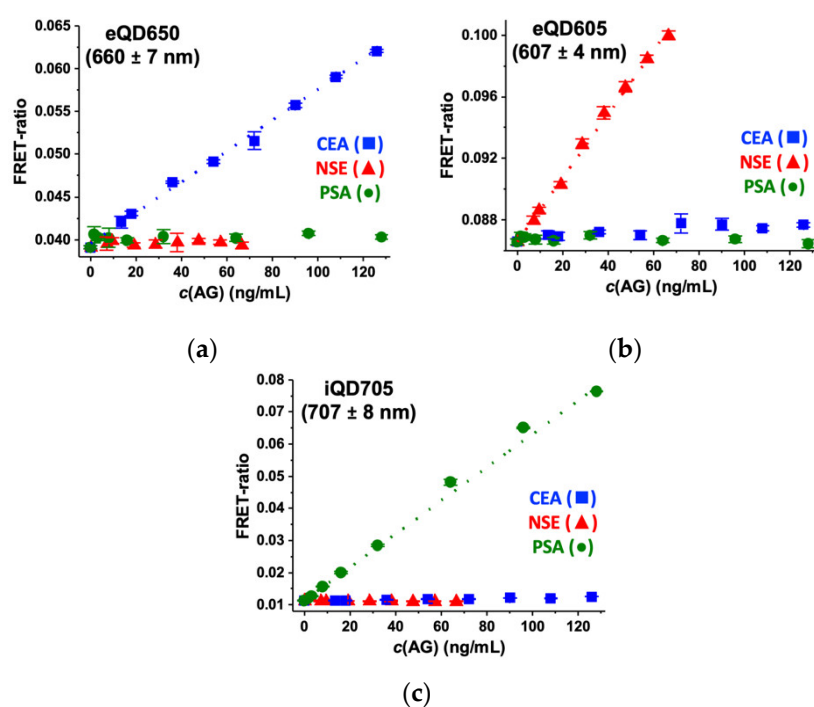 eQD650
(660 ± 7 nm)
FRET-ratio
0.065
0.060
0.055
0.050
0.045
0.040
CEA (■)
NSE (▲)
PSA (●)
0 20 40 60 80 100 120
c(AG) (ng/mL)
(a)
eQD605
(607 ± 4 nm)
FRET-ratio
0.100
0.096
0.092
0.088
CEA (■)
NSE (▲)
PSA (●)
0 20 40 60 80 100 120
c(AG) (ng/mL)
(b)
iQD705
(707 ± 8 nm)
FRET-ratio
0.08
0.07
0.06
0.05
0.04
0.03
0.02
0.01
CEA (■)
NSE (▲)
PSA (●)
0 20 40 60 80 100 120
c(AG) (ng/mL)
(c)